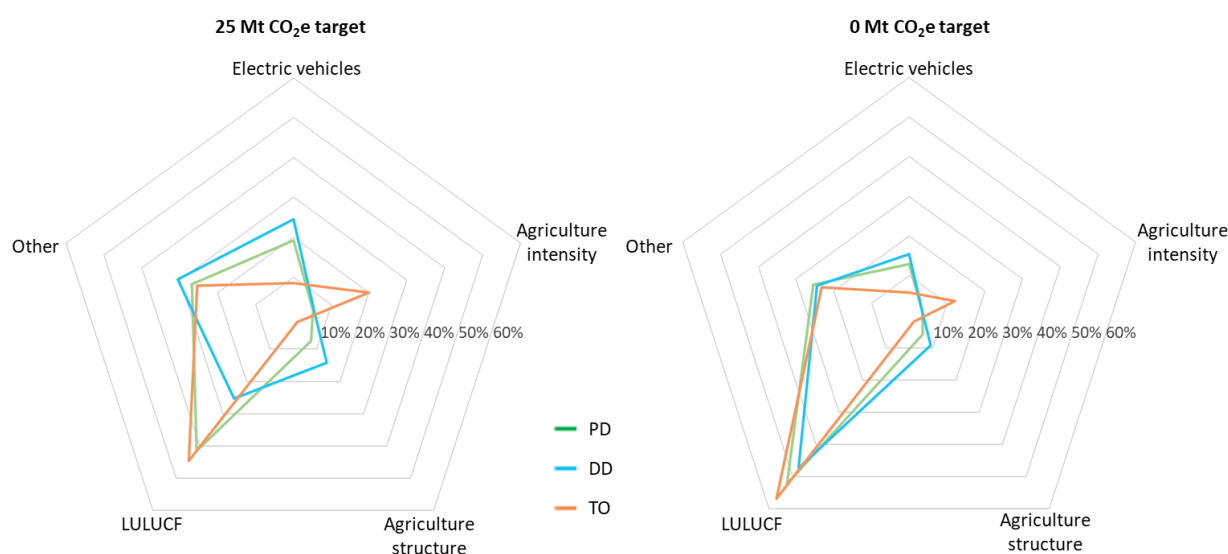 25 Mt CO₂e target
Electric vehicles
Agriculture
intensity
Other
10% 20% 30% 40% 50% 60%
LULUCF
Agriculture
structure
PD
DD
TO
0 Mt CO₂e target
Electric vehicles
Agriculture
intensity
Other
10% 20% 30% 40% 50% 60%
LULUCF
Agriculture
structure